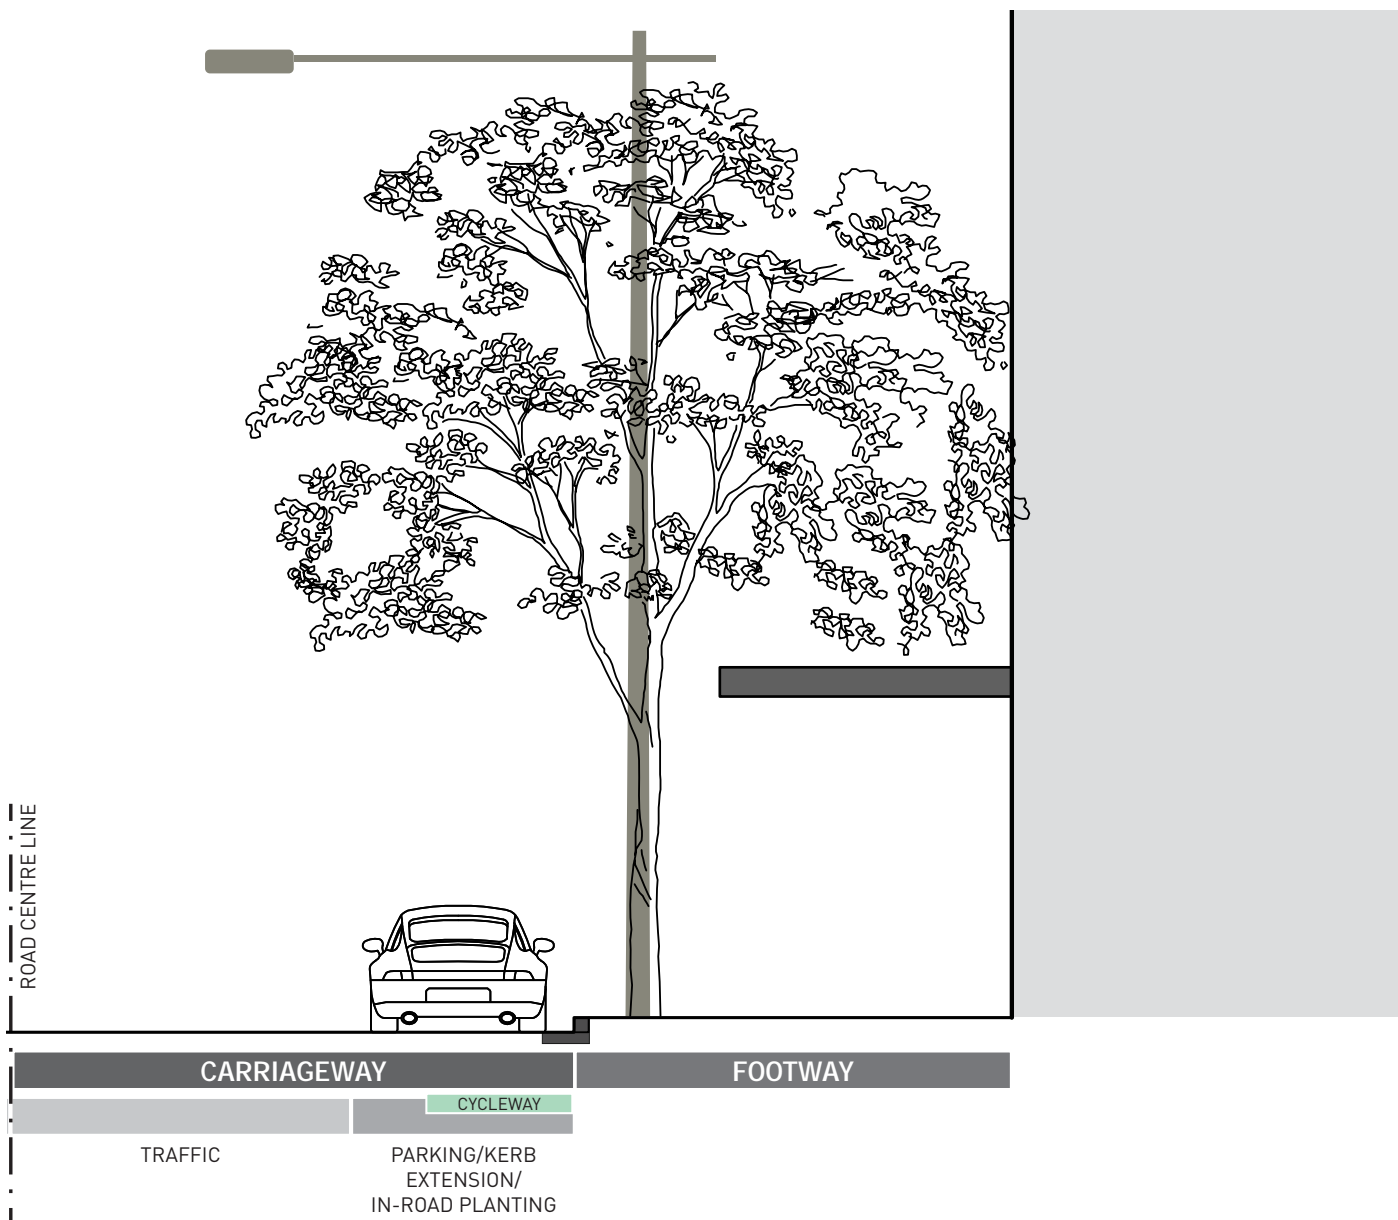 ROAD CENTRE LINE
CARRIAGEWAY
FOOTWAY
CYCLEWAY
TRAFFIC
PARKING/KERB
EXTENSION/
IN-ROAD PLANTING